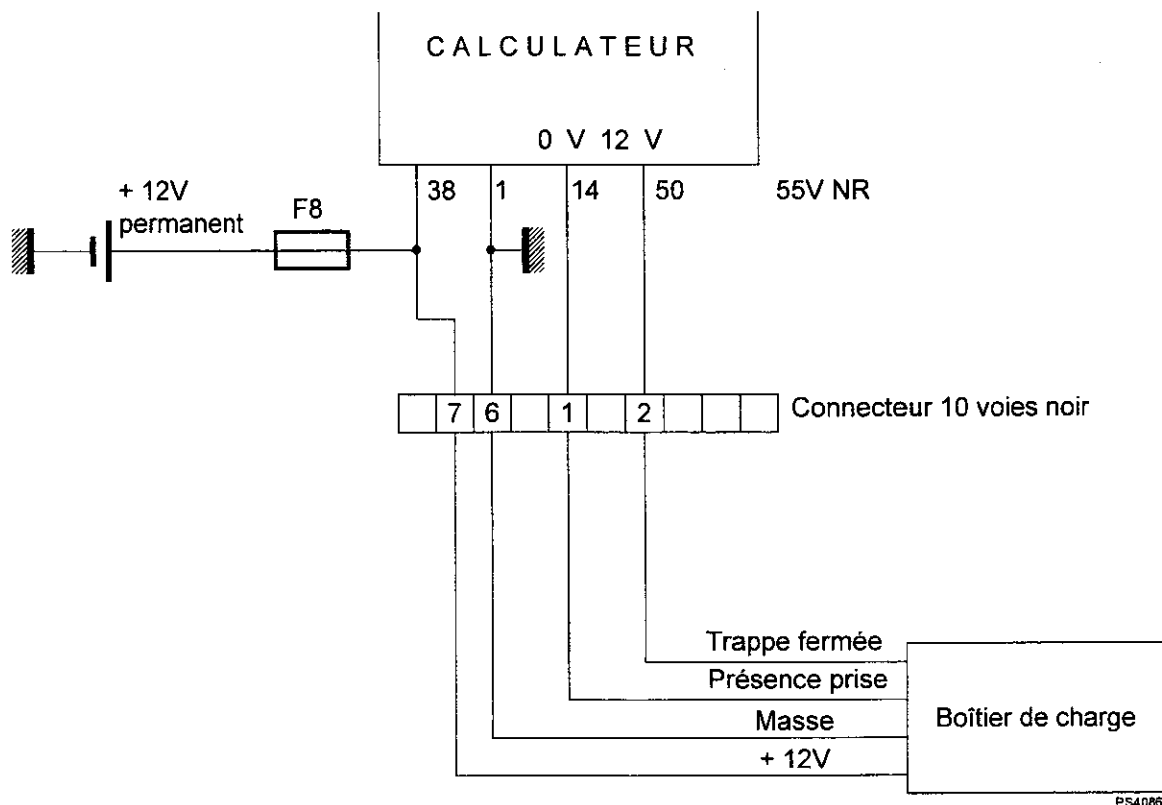 CALCULATEUR
0 V 12 V
38 1 14 50 55V NR
+ 12V
permanent
F8
7 6 1 2 Connecteur 10 voies noir
Trappe fermée
Présence prise
Masse
+ 12V
Boîtier de charge
PS4086